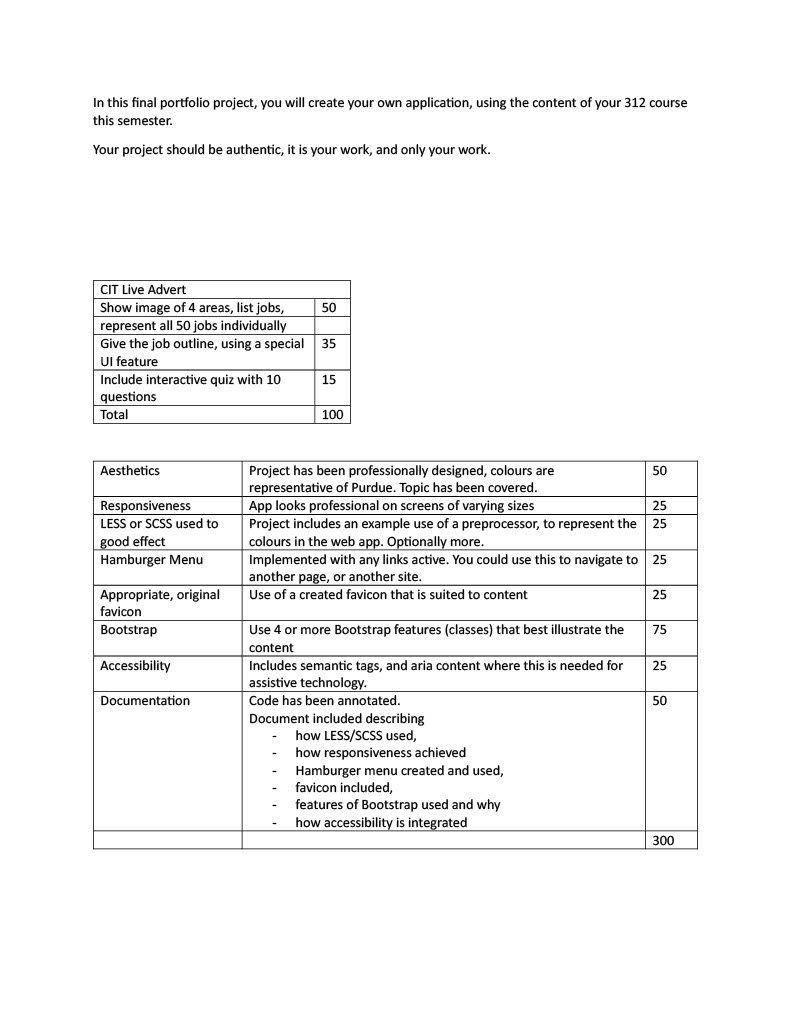 In this final portfolio project, you will create your own application, using the content of your 312 course
this semester.
Your project should be authentic, it is your work, and only your work.
CIT Live Advert
Show image of 4 areas, list jobs, 50
represent all 50 jobs individually
Give the job outline, using a special 35
UI feature
Include interactive quiz with 10 15
questions
Total 100
Aesthetics Project has been professionally designed, colours are 50
representative of Purdue. Topic has been covered.
Responsiveness App looks professional on screens of varying sizes 25
LESS or SCSS used to Project includes an example use of a preprocessor, to represent the 25
good effect colours in the web app. Optionally more.
Hamburger Menu Implemented with any links active. You could use this to navigate to 25
another page, or another site.
Appropriate, original Use of a created favicon that is suited to content 25
favicon
Bootstrap Use 4 or more Bootstrap features (classes) that best illustrate the 75
content
Accessibility Includes semantic tags, and aria content where this is needed for 25
assistive technology.
Documentation Code has been annotated. 50
Document included describing
- how LESS/SCSS used,
- how responsiveness achieved
- Hamburger menu created and used,
- favicon included,
- features of Bootstrap used and why
- how accessibility is integrated
300